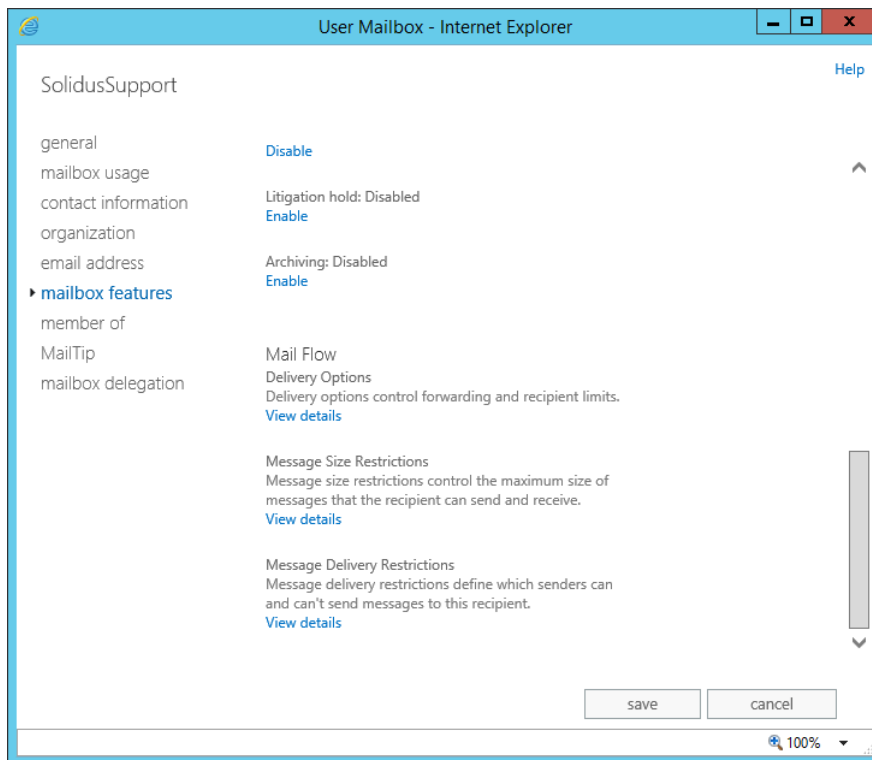 User Mailbox - Internet Explorer
Help
SolidusSupport
general
mailbox usage
contact information
organization
email address
mailbox features
member of
MailTip
mailbox delegation
Disable
Litigation hold: Disabled
Enable
Archiving: Disabled
Enable
Mail Flow
Delivery Options
Delivery options control forwarding and recipient limits.
View details
Message Size Restrictions
Message size restrictions control the maximum size of
messages that the recipient can send and receive.
View details
Message Delivery Restrictions
Message delivery restrictions define which senders can
and can't send messages to this recipient.
View details
save
cancel
100%